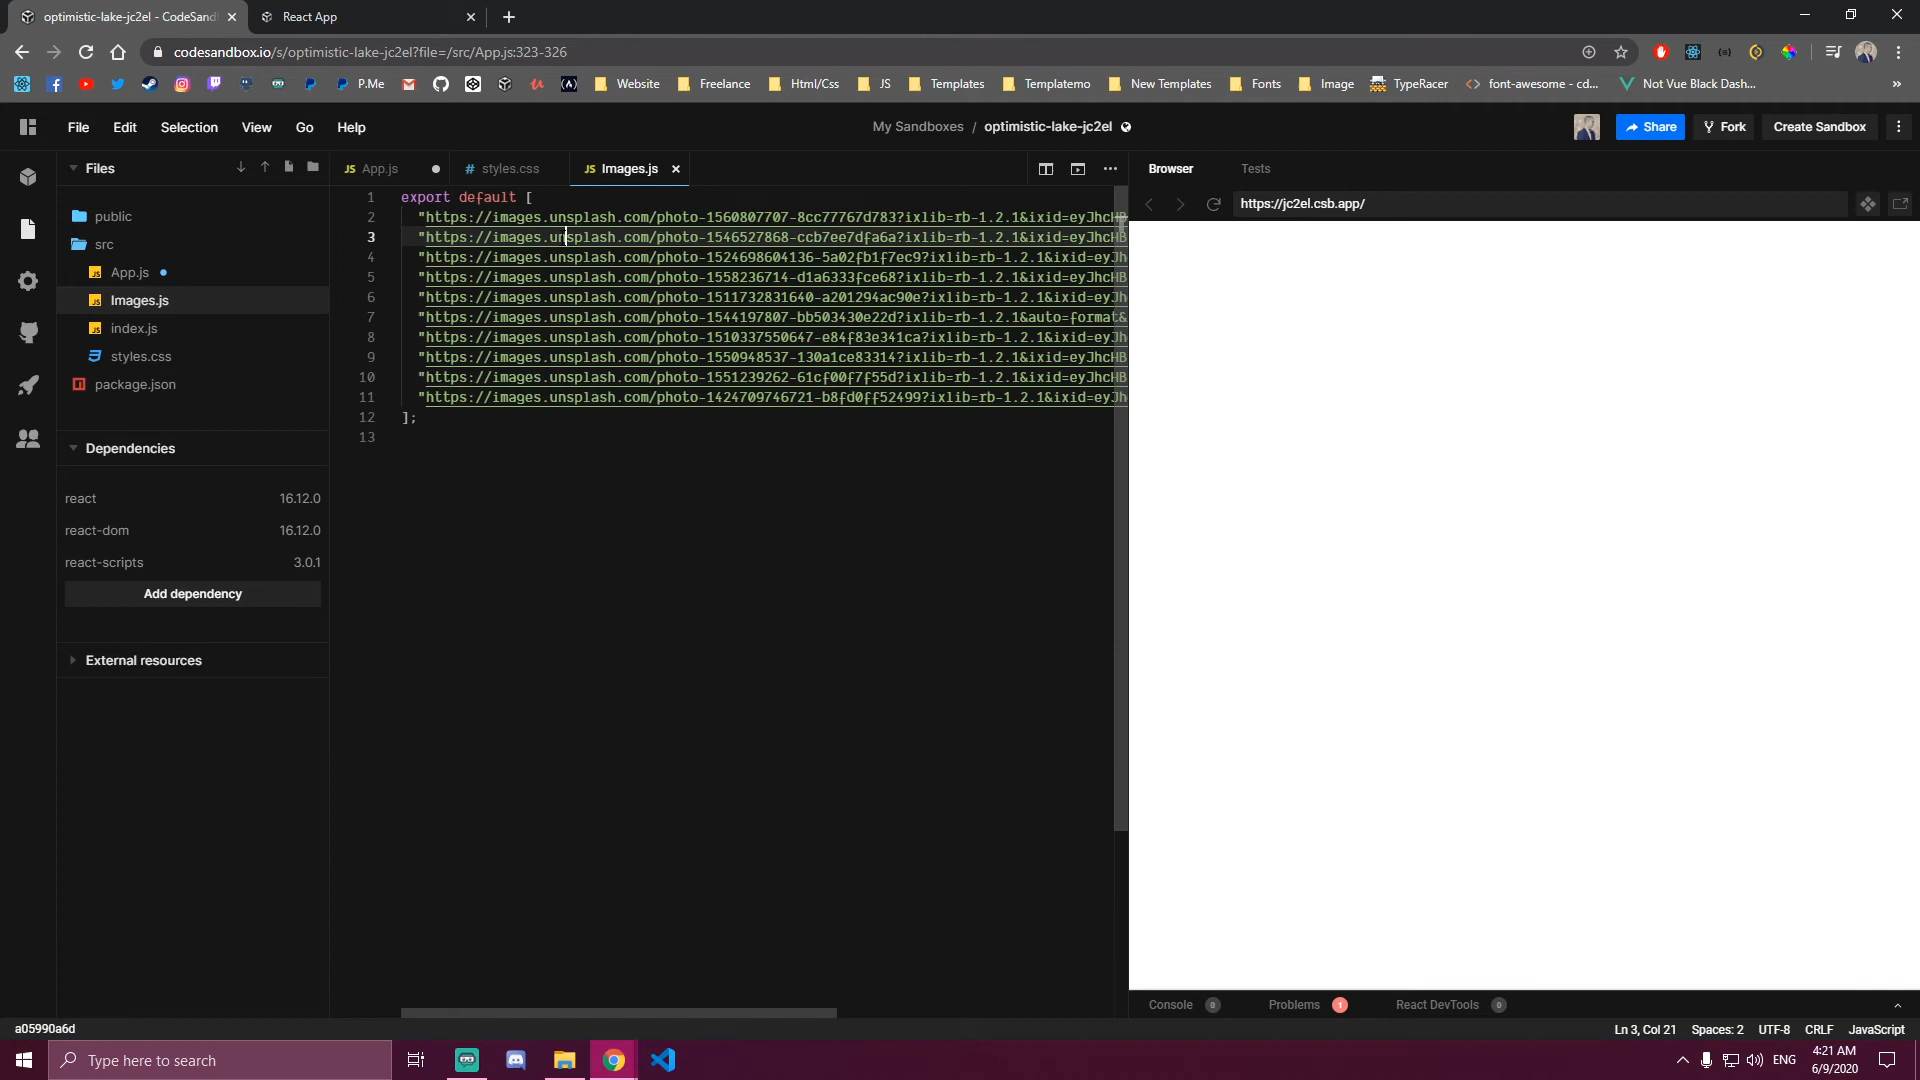 optimistic-lake-jc2el - CodeSand
React App
codesandbox.io/s/optimistic-lake-jc2el?file=/src/App.js:323-326
P.Me
Website
Freelance
Html/Css
JS
Templates
Templatemo
New Templates
Fonts
Image
TypeRacer
font-awesome - cd...
Not Vue Black Dash...
File Edit Selection View Go Help
My Sandboxes / optimistic-lake-jc2el
Share
Fork
Create Sandbox
Files
public
src
App.js
Images.js
index.js
styles.css
package.json
Dependencies
react 16.12.0
react-dom 16.12.0
react-scripts 3.0.1
Add dependency
External resources
JS App.js
# styles.css
JS Images.js
1 export default [
2 "https://images.unsplash.com/photo-1560807707-8cc77767d783?ixlib=rb-1.2.1&ixid=eyJhcHB
3 "https://images.unsplash.com/photo-1546527868-ccb7ee7dfa6a?ixlib=rb-1.2.1&ixid=eyJhcHB
4 "https://images.unsplash.com/photo-1524698604136-5a02fb1f7ec9?ixlib=rb-1.2.1&ixid=eyJh
5 "https://images.unsplash.com/photo-1558236714-d1a6333fce68?ixlib=rb-1.2.1&ixid=eyJhcHB
6 "https://images.unsplash.com/photo-1511732831640-a201294ac90e?ixlib=rb-1.2.1&ixid=eyJh
7 "https://images.unsplash.com/photo-1544197807-bb503430e22d?ixlib=rb-1.2.1&auto=format&
8 "https://images.unsplash.com/photo-1510337550647-e84f83e341ca?ixlib=rb-1.2.1&ixid=eyJh
9 "https://images.unsplash.com/photo-1550948537-130a1ce83314?ixlib=rb-1.2.1&ixid=eyJhcHB
10 "https://images.unsplash.com/photo-1551239262-61cf00f7f55d?ixlib=rb-1.2.1&ixid=eyJhcHB
11 "https://images.unsplash.com/photo-1424709746721-b8fd0ff52499?ixlib=rb-1.2.1&ixid=eyJh
12 ];
13
Browser
Tests
https://jc2el.csb.app/
Console 0
Problems 1
React DevTools 0
a05990a6d
Ln 3, Col 21 Spaces: 2 UTF-8 CRLF JavaScript
Type here to search
ENG
4:21 AM
6/9/2020